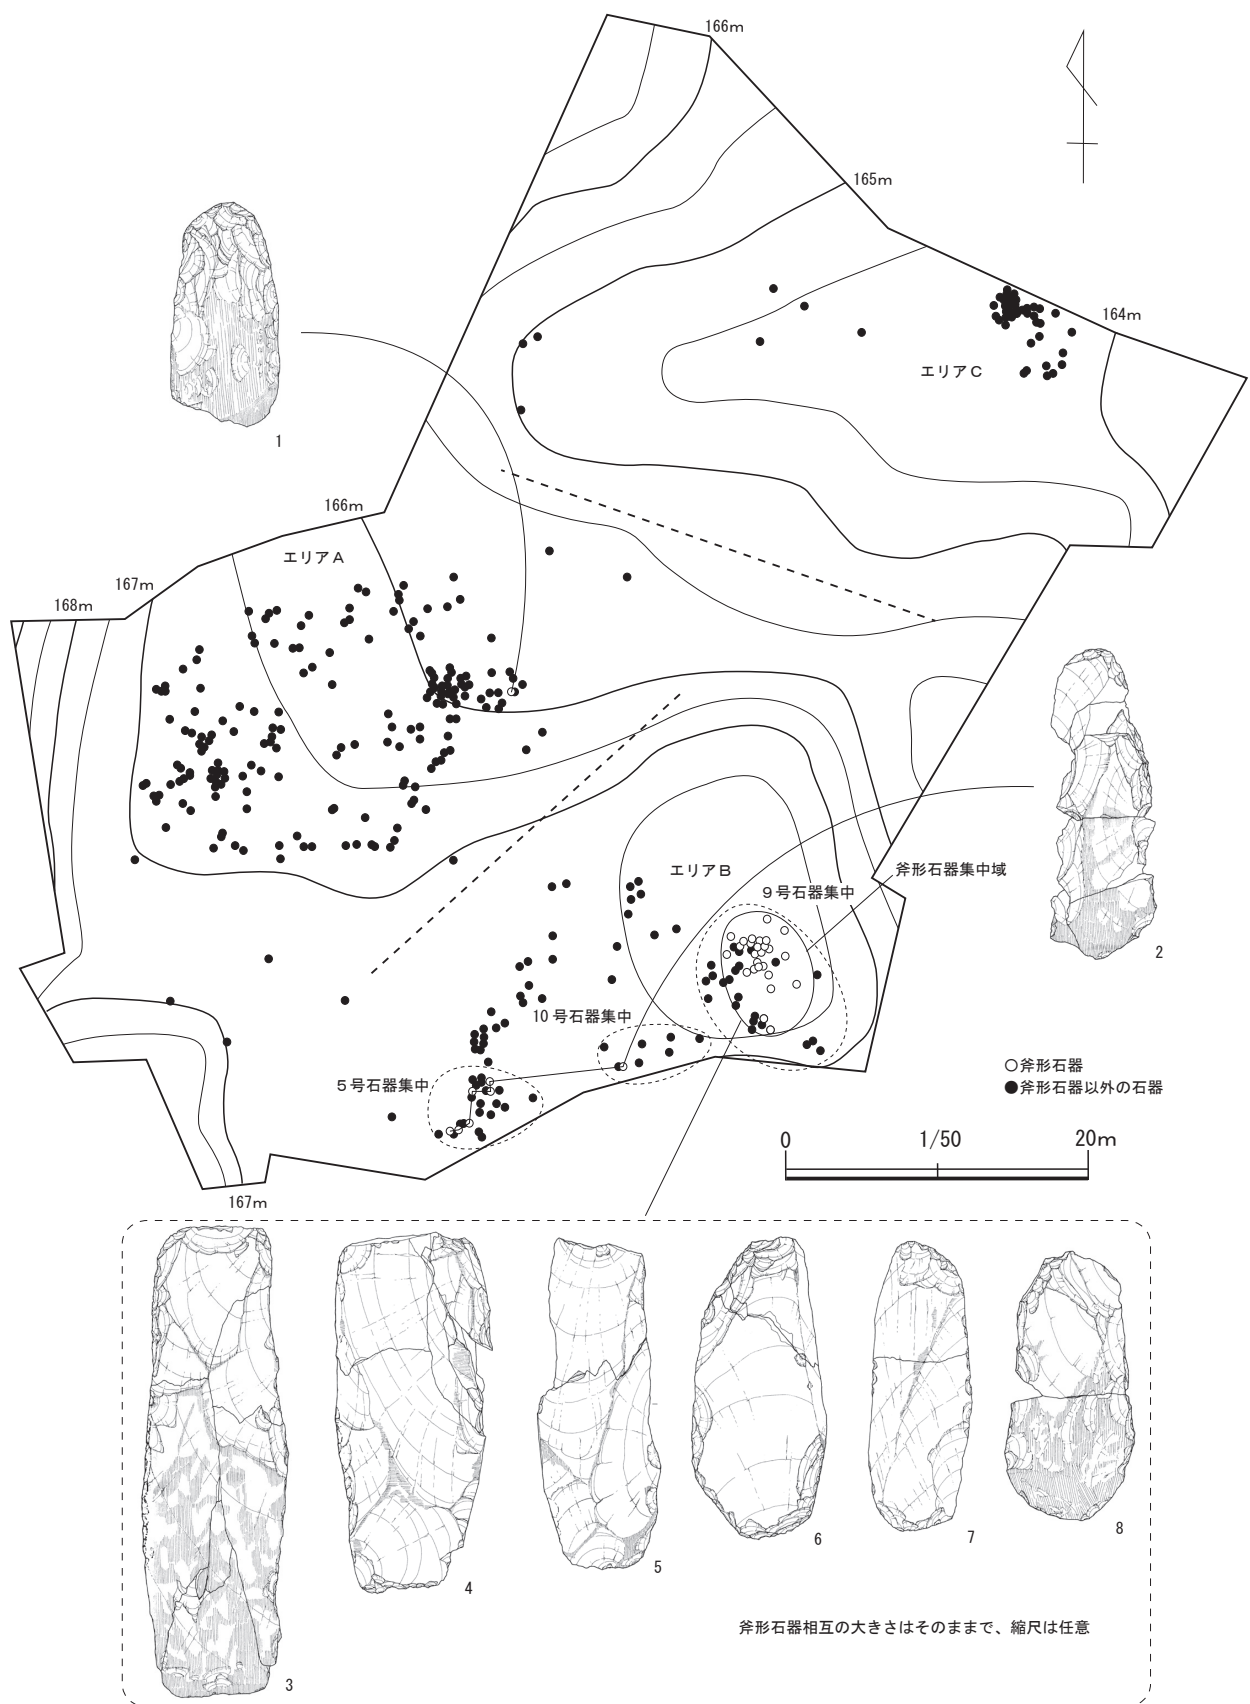 166m
165m
164m
エリアC
1
166m
エリアA
167m
168m
エリアB
斧形石器集中域
9号石器集中
2
10号石器集中
5号石器集中
○斧形石器
●斧形石器以外の石器
0 1/50 20m
167m
3
4
5
6
7
8
斧形石器相互の大きさはそのままで、縮尺は任意